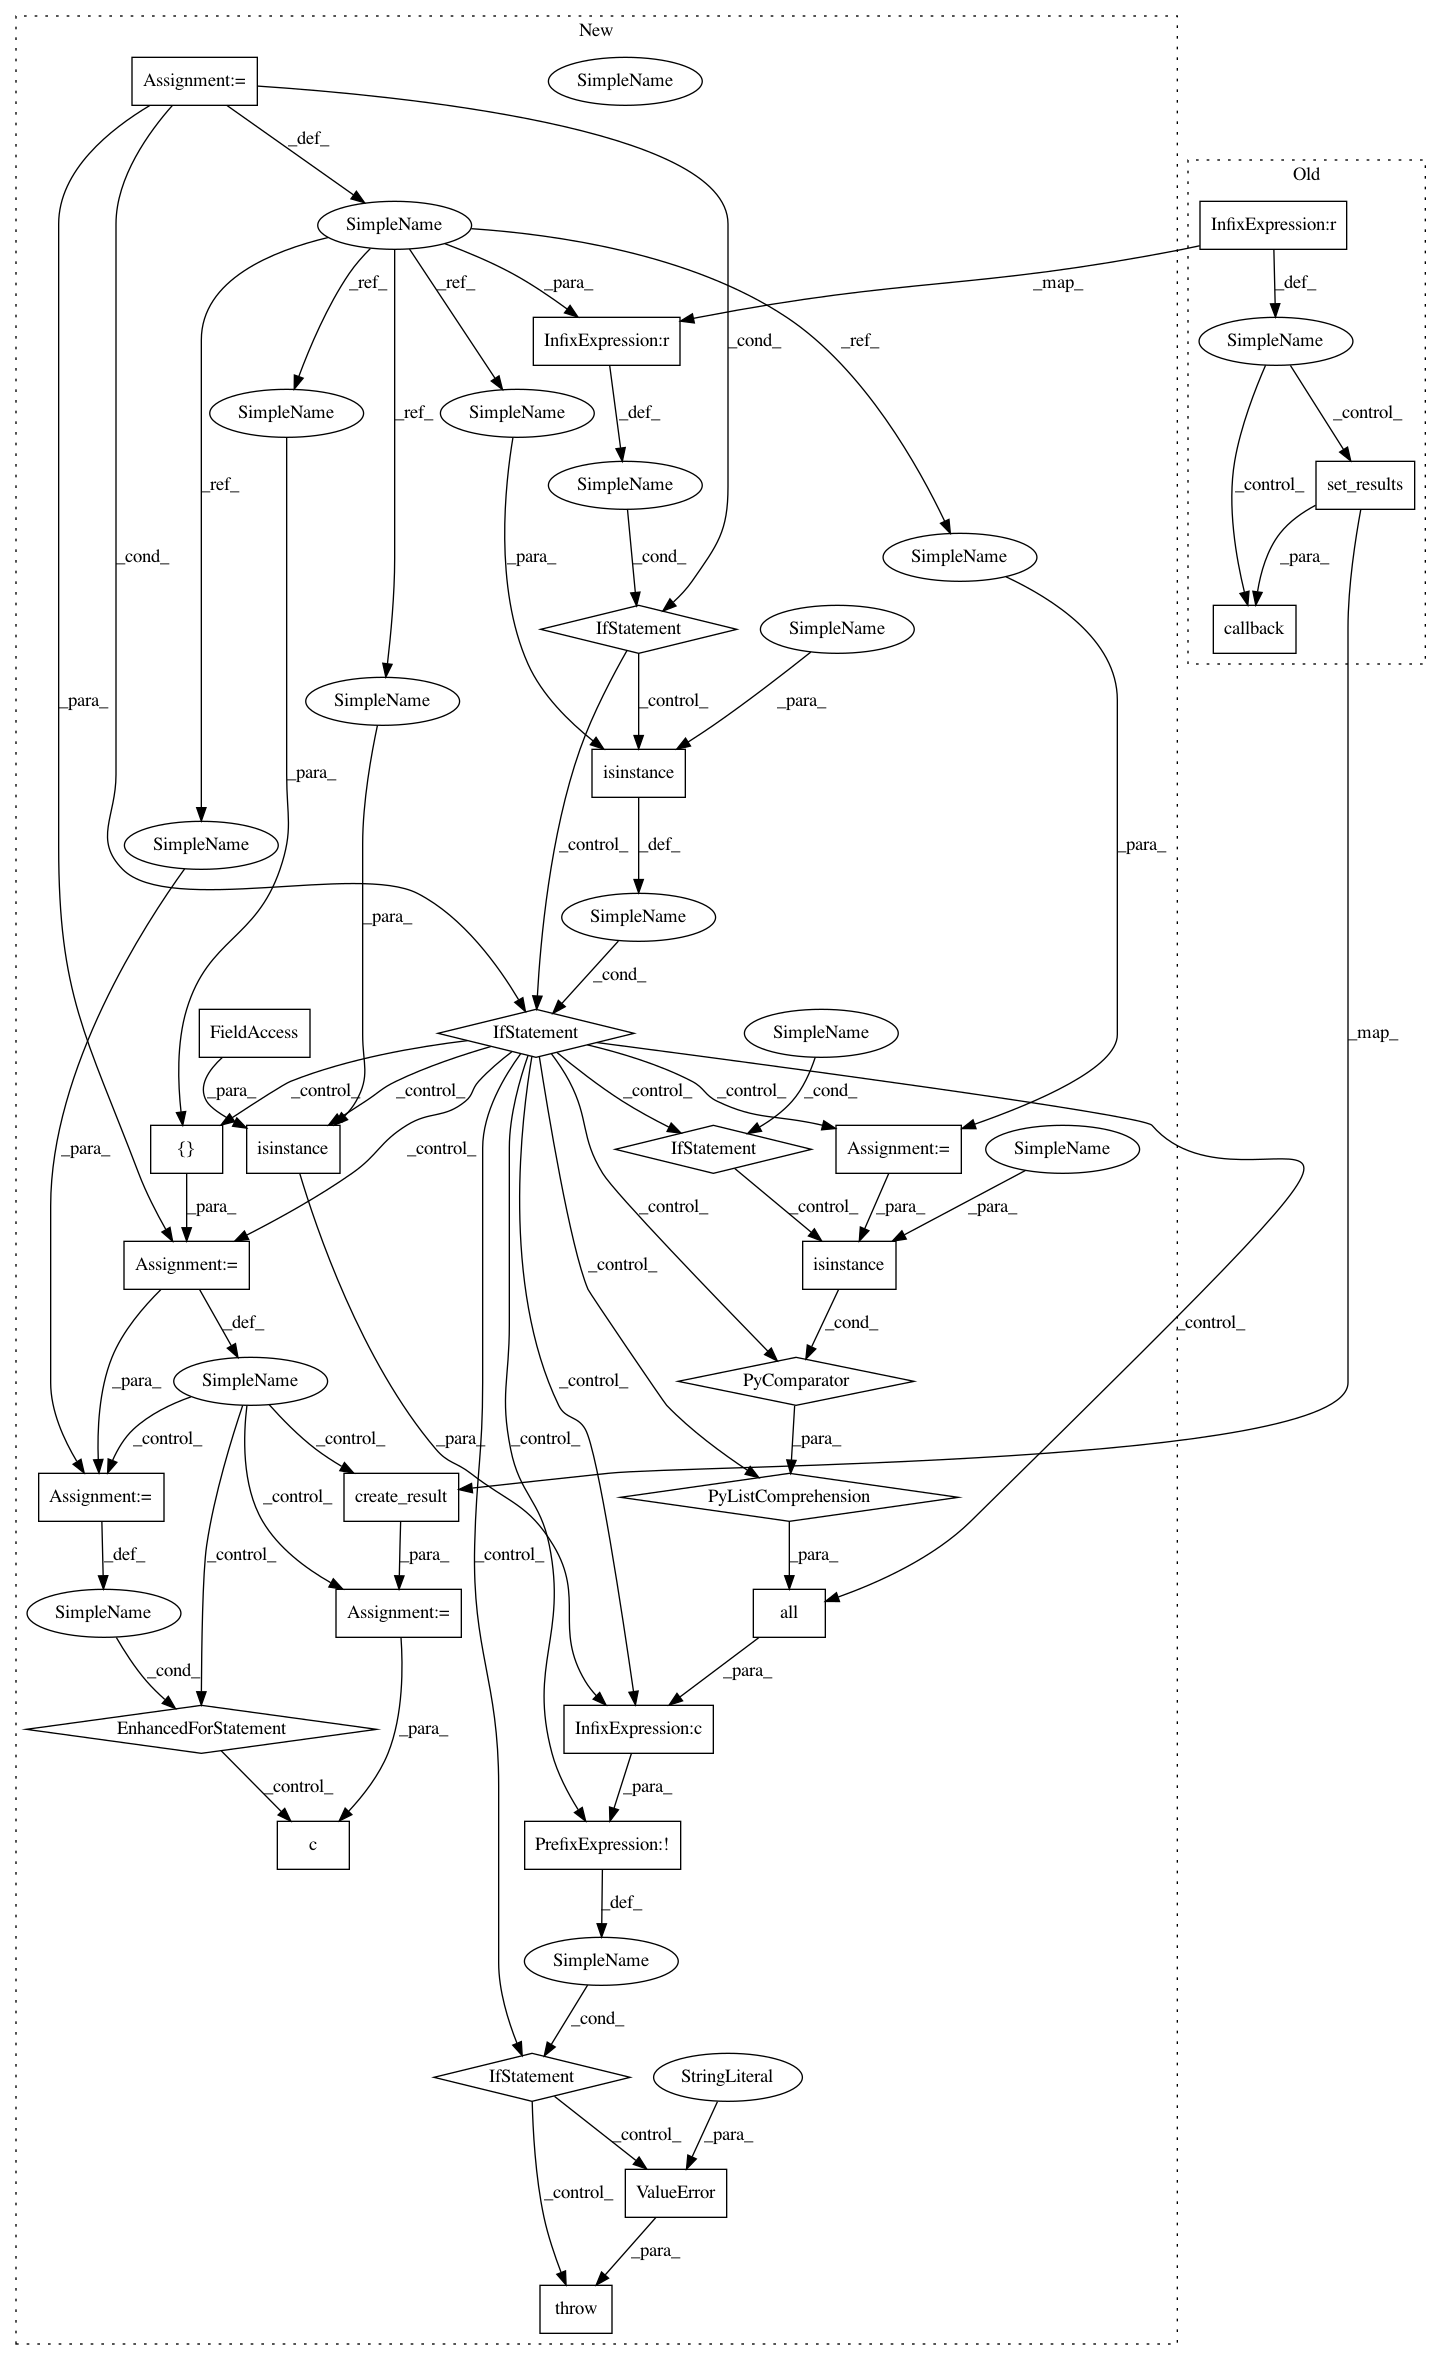 New
Assignment:=
SimpleName
_def_
Old
SimpleName
InfixExpression:r
_ref_
_ref_
_para_
_map_
_def_
InfixExpression:r
_cond_
_ref_
SimpleName
SimpleName
SimpleName
_ref_
_def_
_control_
_ref_
SimpleName
_control_
set_results
_cond_
_para_
_cond_
SimpleName
_para_
IfStatement
SimpleName
callback
_para_
SimpleName
_control_
_para_
isinstance
_para_
SimpleName
_control_
_def_
_para_
_para_
SimpleName
_cond_
FieldAccess
IfStatement
SimpleName
_map_
_para_
_control_
_control_
_control_
_control_
_cond_
_para_
{}
isinstance
_control_
IfStatement
Assignment:=
SimpleName
_para_
_control_
_control_
_para_
_para_
Assignment:=
_control_
isinstance
_def_
_cond_
_control_
_para_
SimpleName
_control_
PyComparator
_control_
_control_
_para_
_control_
_para_
Assignment:=
_control_
create_result
PyListComprehension
_def_
_control_
_para_
_control_
_para_
SimpleName
Assignment:=
all
_cond_
_para_
EnhancedForStatement
_para_
InfixExpression:c
_control_
_para_
c
PrefixExpression:!
_def_
SimpleName
_cond_
IfStatement
StringLiteral
_control_
_para_
_control_
ValueError
_para_
throw